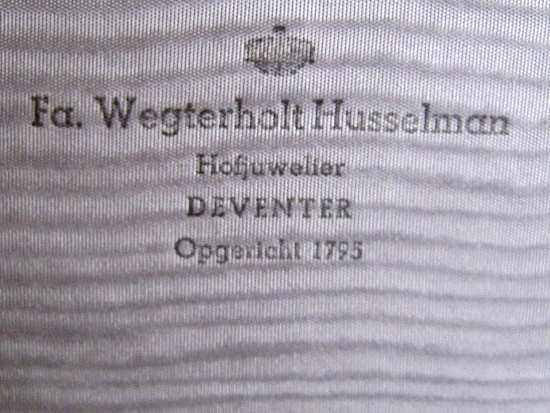 Fa. Wegterholt Husselman
Hofjuwelier
DEVENTER
Opgericht 1795